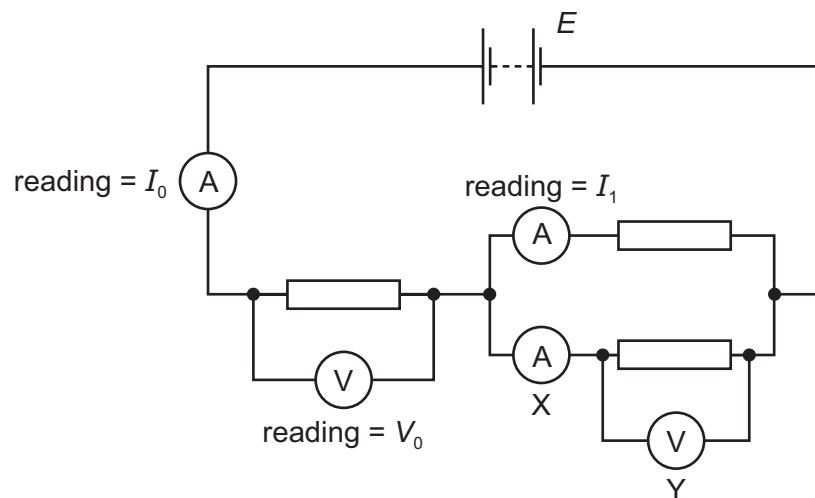 E
reading = I₀
A
reading = I₁
A
A
X
V
reading = V₀
V
Y